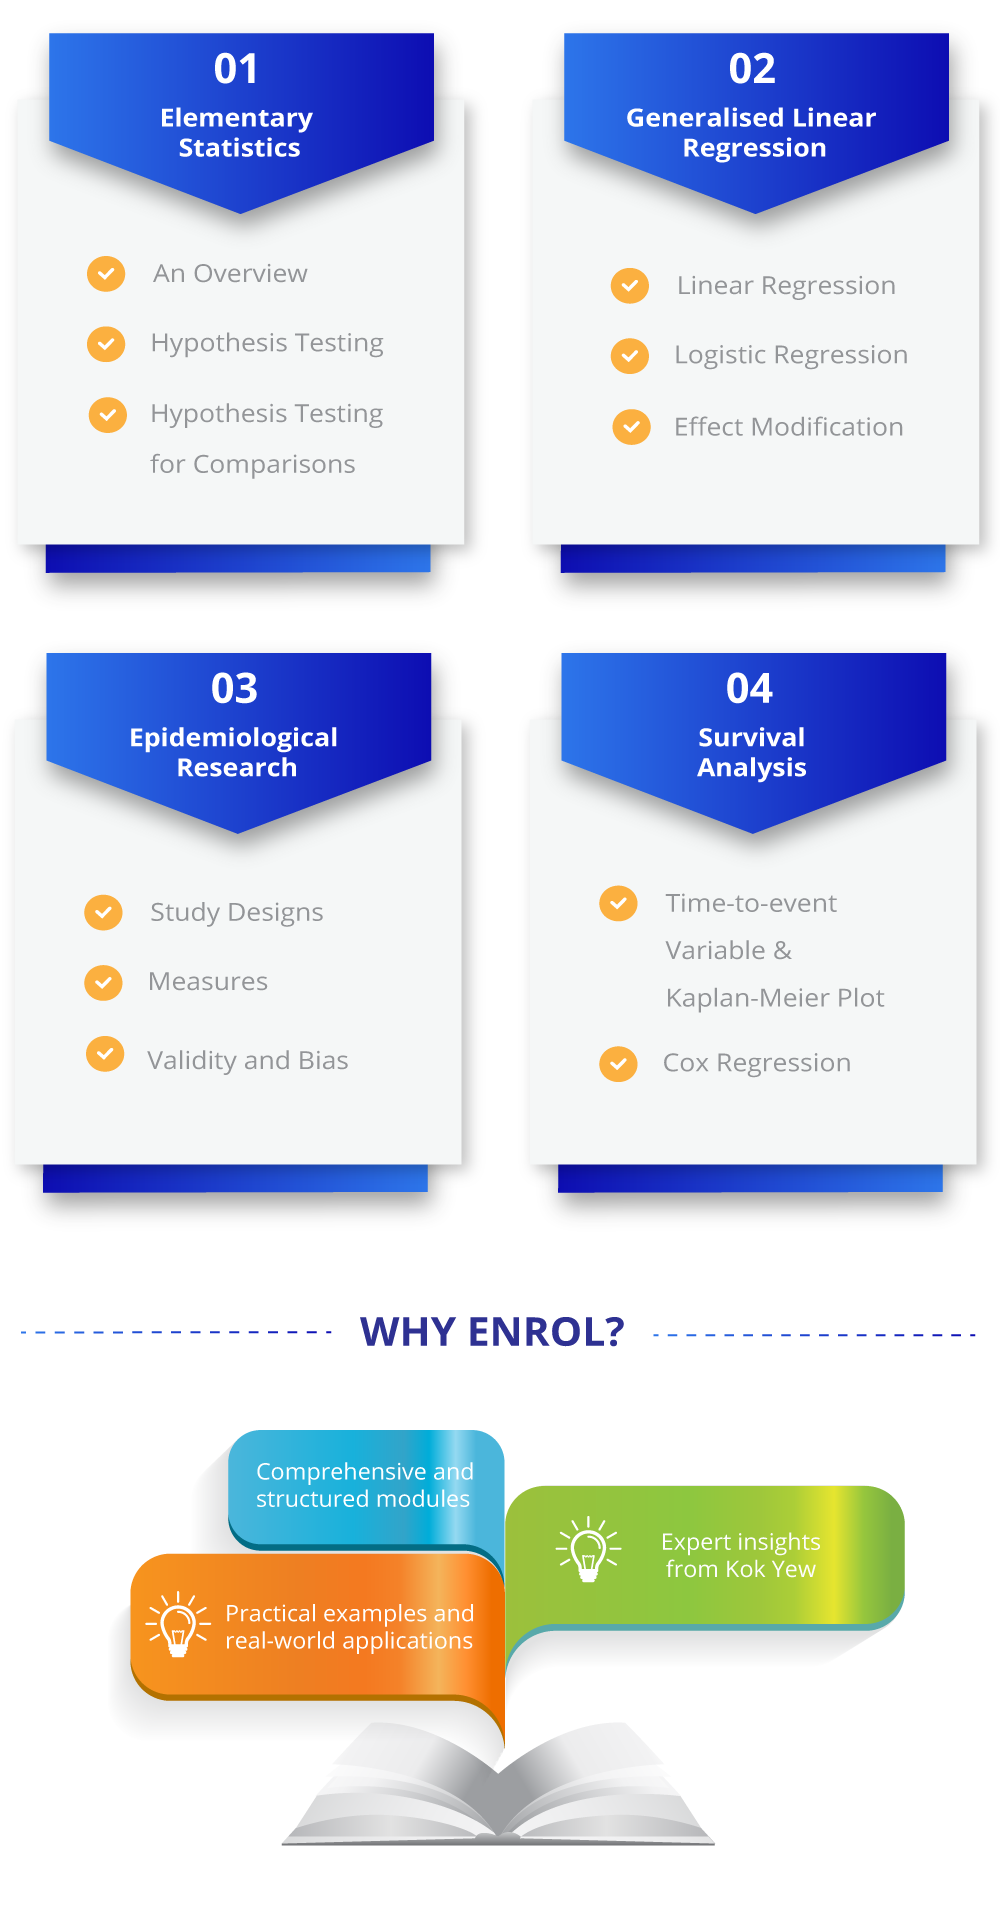 01
Elementary
Statistics
An Overview
Hypothesis Testing
Hypothesis Testing
for Comparisons
02
Generalised Linear
Regression
Linear Regression
Logistic Regression
Effect Modification
03
Epidemiological
Research
Study Designs
Measures
Validity and Bias
04
Survival
Analysis
Time-to-event
Variable &
Kaplan-Meier Plot
Cox Regression
WHY ENROL?
Comprehensive and
structured modules
Expert insights
from Kok Yew
Practical examples and
real-world applications